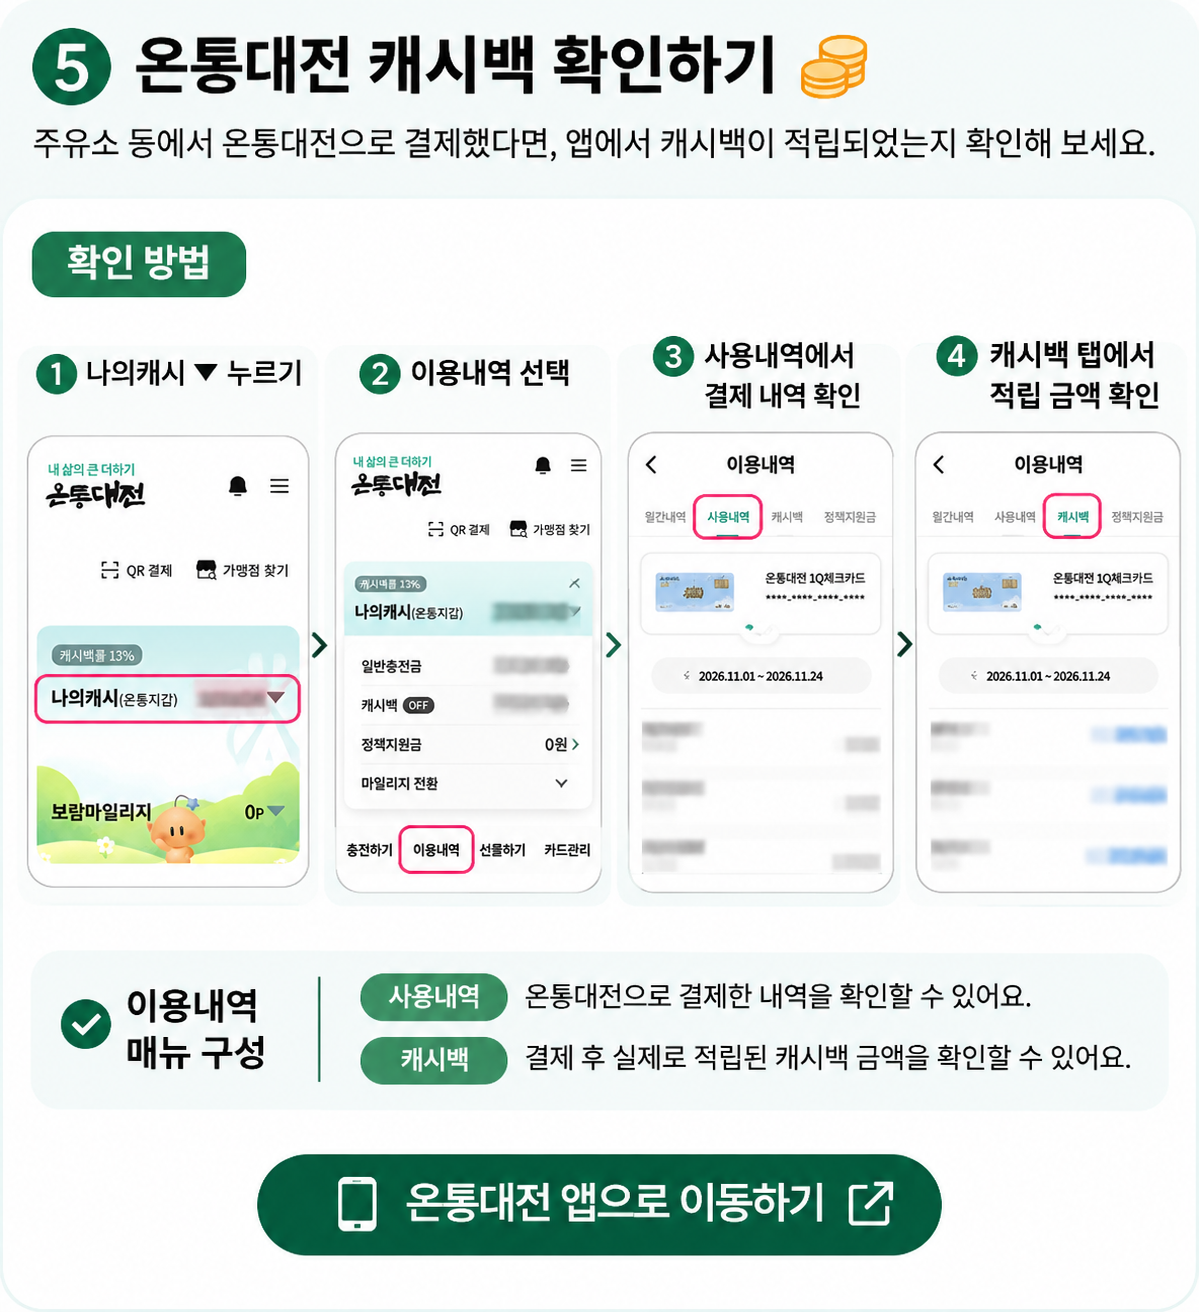 5 온통대전 캐시백 확인하기
주유소 동에서 온통대전으로 결제했다면, 앱에서 캐시백이 적립되었는지 확인해 보세요.
확인 방법
1 나의캐시 ▼ 누르기
내 삶의 큰 더하기
온통대전
QR 결제
가맹점 찾기
캐시백률 13%
나의캐시(온통지갑)
보람마일리지
0P
2 이용내역 선택
내 삶의 큰 더하기
온통대전
QR 결제
가맹점 찾기
13%
나의캐시(온통지갑)
일반충전금
캐시백 OFF
정책지원금
0원 >
마일리지 전환
충전하기
이용내역
선물하기
카드관리
3 사용내역에서
결제 내역 확인
이용내역
월간내역
사용내역
캐시백
정책지원금
온통대전 1Q체크카드
****-****-****-****
2026.11.01 ~ 2026.11.24
4 캐시백 탭에서
적립 금액 확인
이용내역
월간내역
사용내역
캐시백
정책지원금
온통대전 1Q체크카드
****-****-****-****
2026.11.01 ~ 2026.11.24
이용내역
매뉴 구성
사용내역
온통대전으로 결제한 내역을 확인할 수 있어요.
캐시백
결제 후 실제로 적립된 캐시백 금액을 확인할 수 있어요.
온통대전 앱으로 이동하기